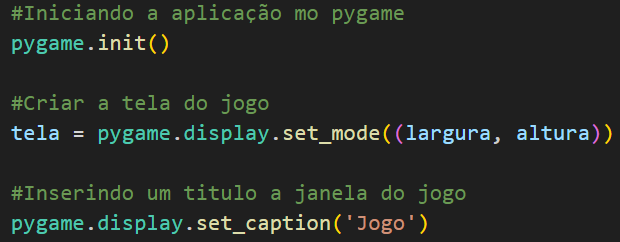 #Iniciando a aplicação mo pygame
pygame.init()
#Criar a tela do jogo
tela = pygame.display.set_mode((largura, altura))
#Inserindo um titulo a janela do jogo
pygame.display.set_caption('Jogo')